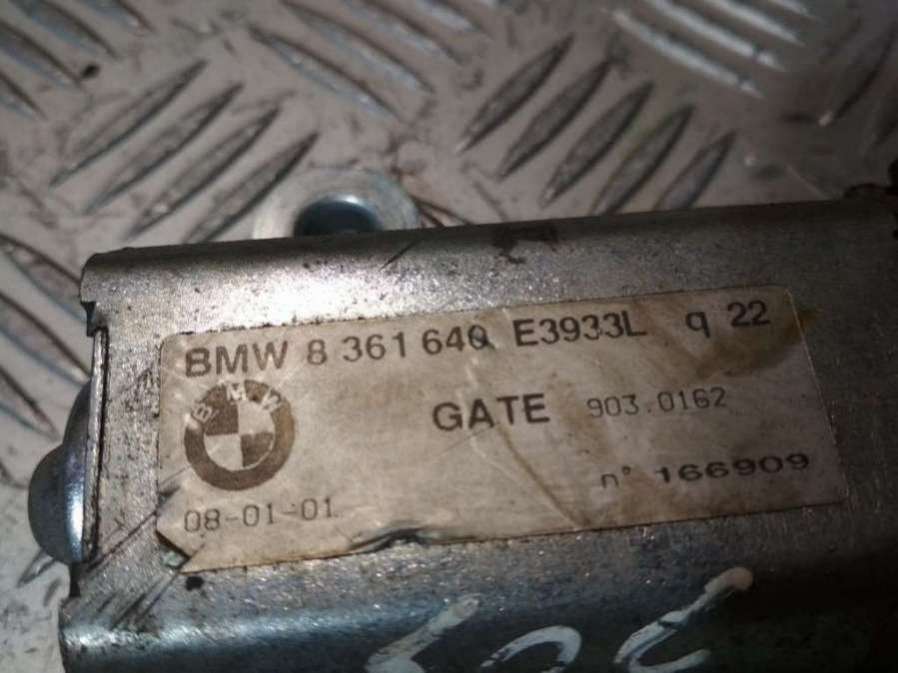 BMW 8 361 640 E3933L q 22
GATE 903.0162
BMW
n° 166909
08-01-01